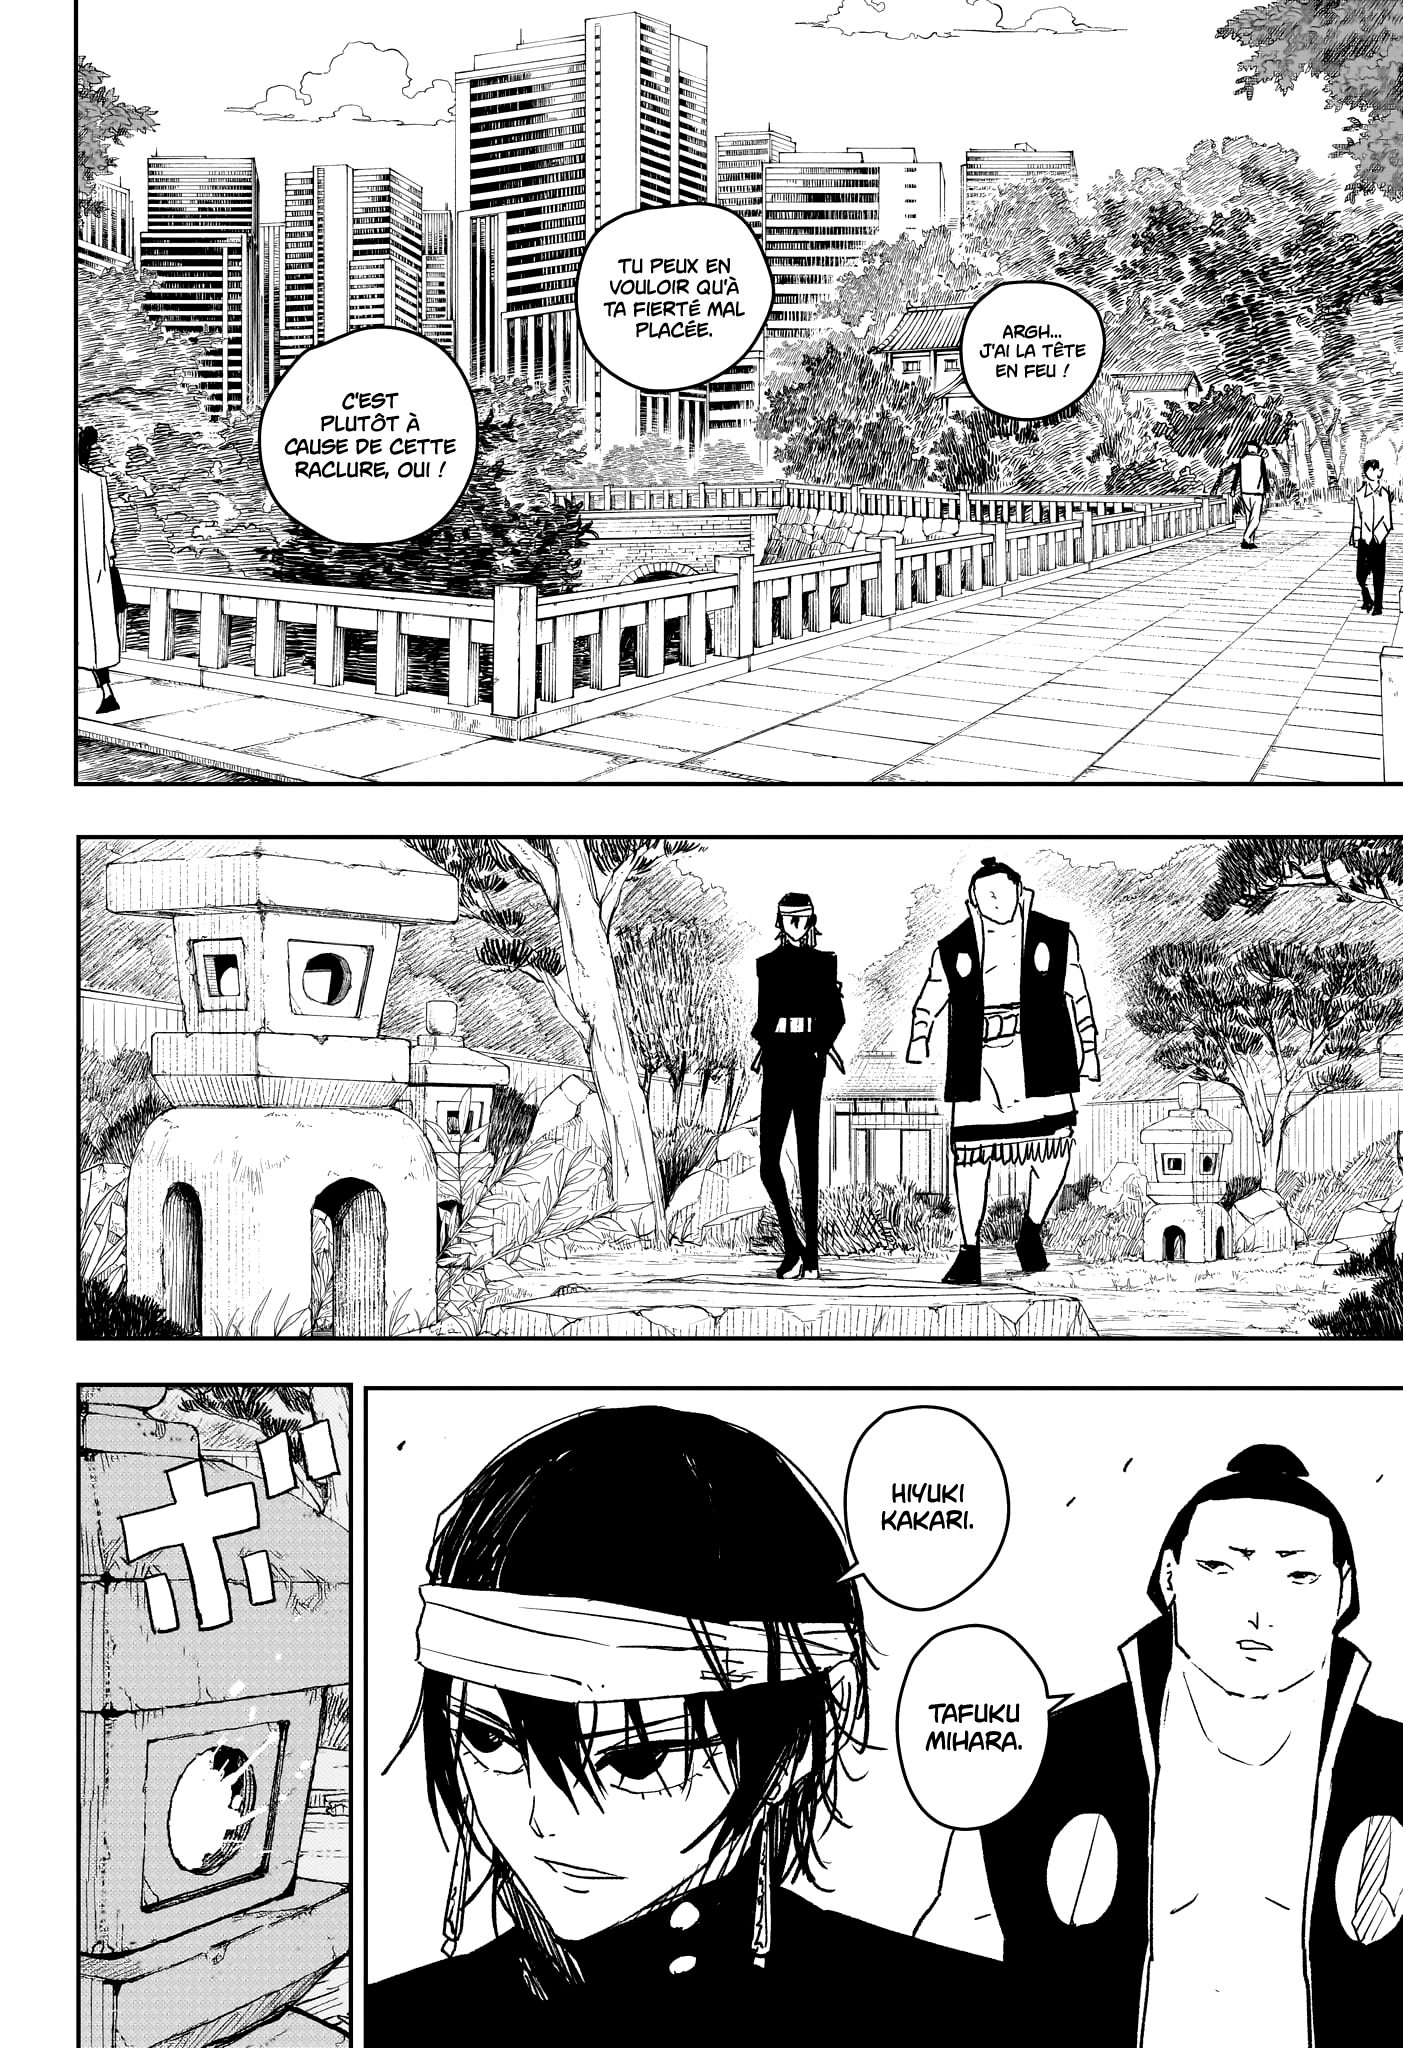 ARGH...
J'AI LA TÊTE
EN FEU !
TU PEUX EN
VOULOIR QU'À
TA FIERTÉ MAL
PLACÉE.
C'EST
PLUTÔT À
CAUSE DE CETTE
RACLURE, OUI !
HIYUKI
KAKARI.
TAFUKU
MIHARA.
ボ